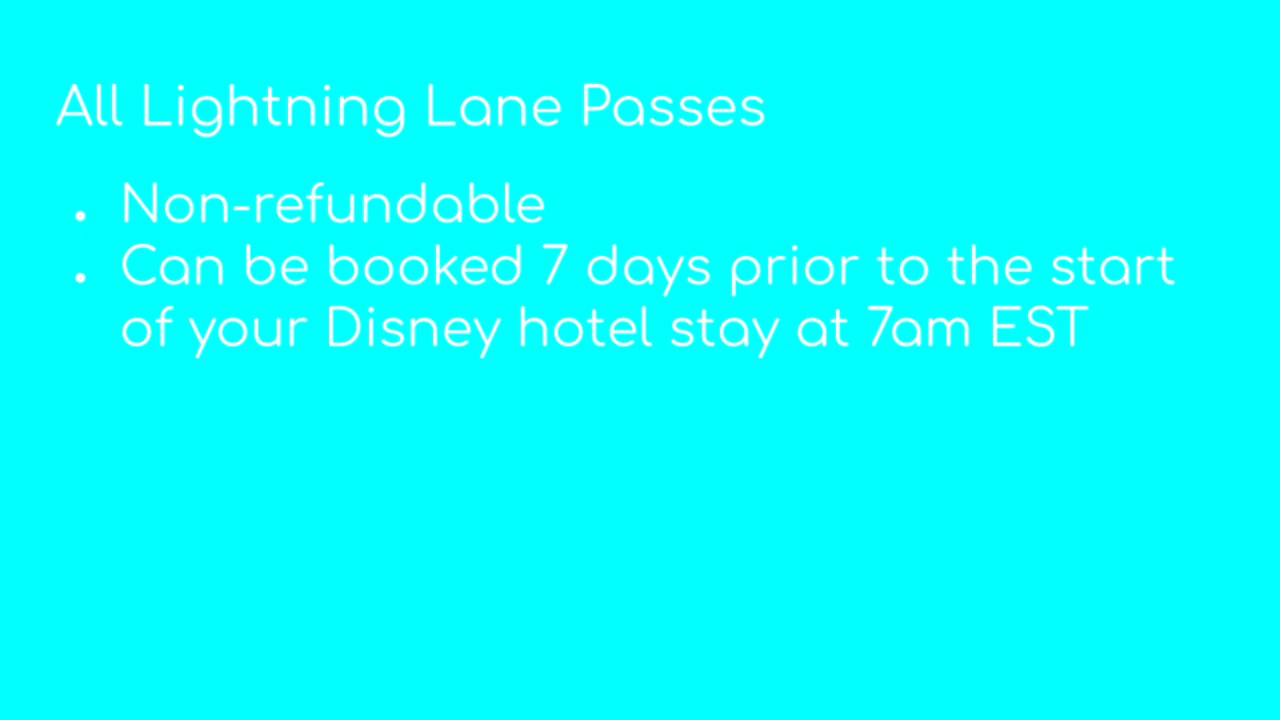 All Lightning Lane Passes
• Non-refundable
• Can be booked 7 days prior to the start
of your Disney hotel stay at 7am EST